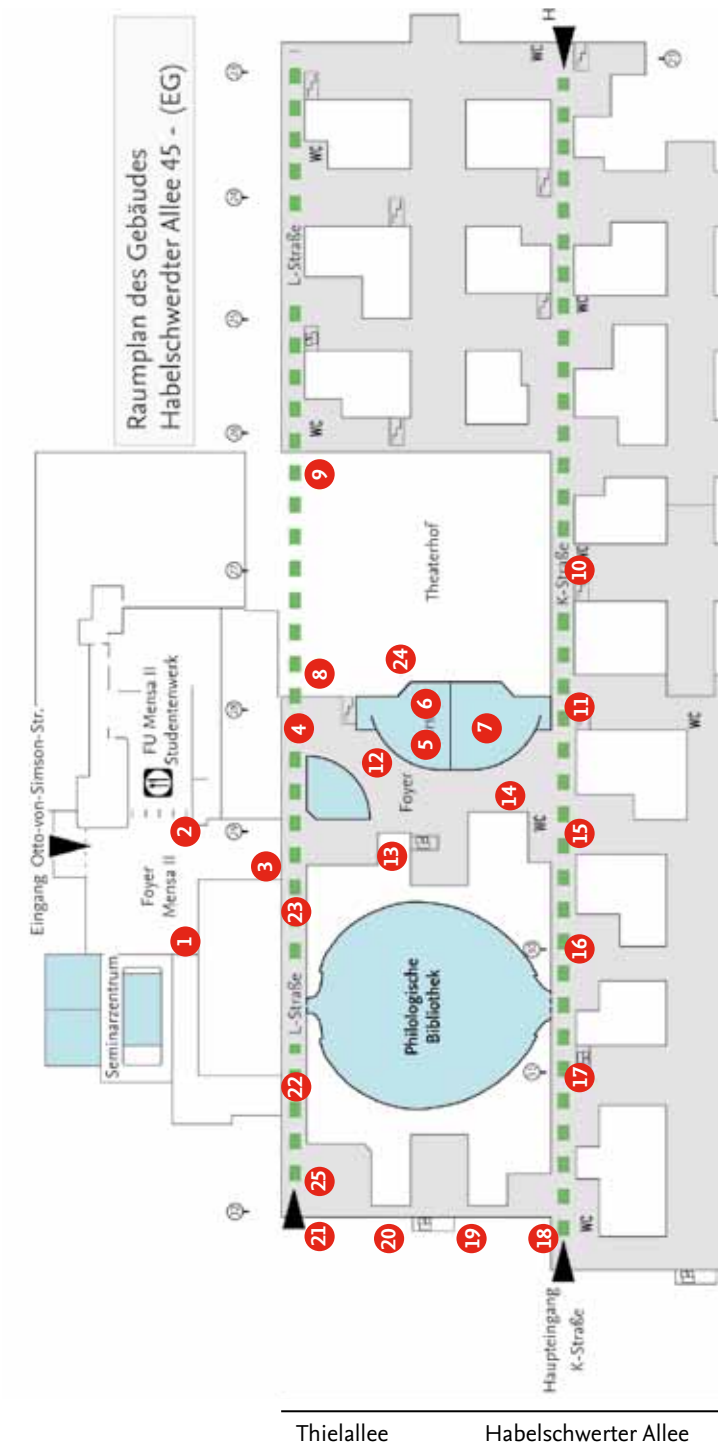 Raumplan des Gebäudes
Habelschwerdter Allee 45 - (EG)
Eingang Otto-von-Simson-Str.
FU Mensa II
Studentenwerk
Foyer
Mensa II
Seminarzentrum
1
2
3
L-Straße
L-Straße
25
22
23
4
8
9
WC
WC
21
20
19
18
Philologische
Bibliothek
13
12
Foyer
14
5
6
7
24
Theaterhof
WC
WC
H
Haupteingang
K-Straße
K-Straße
WC
17
16
15
11
10
WC
WC
WC
Thielallee
Habelschwerter Allee